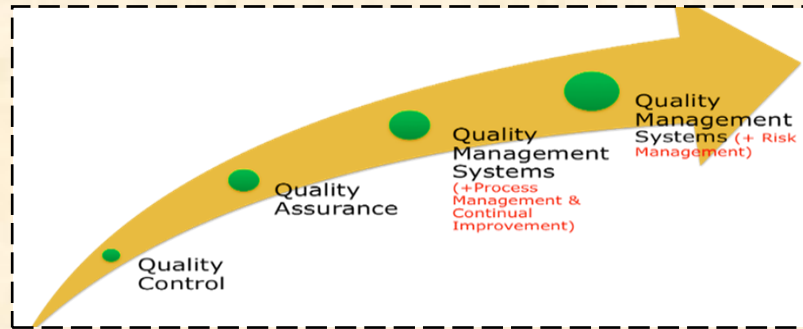 Quality
Control
Quality
Assurance
Quality
Management
Systems
(+Process
Management &
Continual
Improvement)
Quality
Management
Systems (+ Risk
Management)